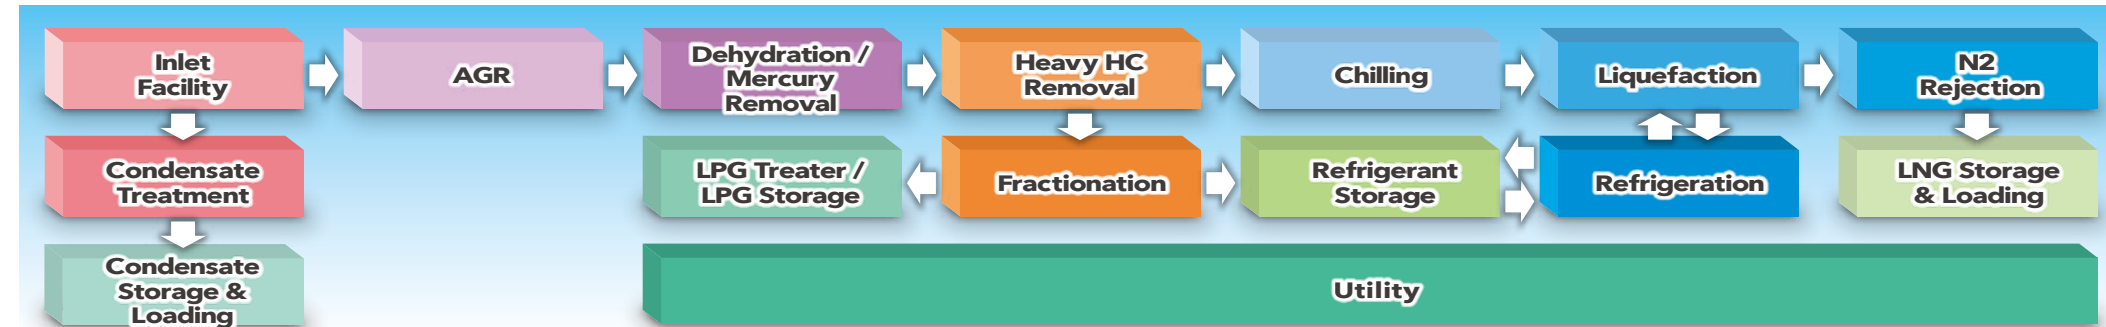 Inlet
Facility
AGR
Dehydration /
Mercury
Removal
Heavy HC
Removal
Chilling
Liquefaction
N2
Rejection
Condensate
Treatment
LPG Treater /
LPG Storage
Fractionation
Refrigerant
Storage
Refrigeration
LNG Storage
& Loading
Condensate
Storage &
Loading
Utility